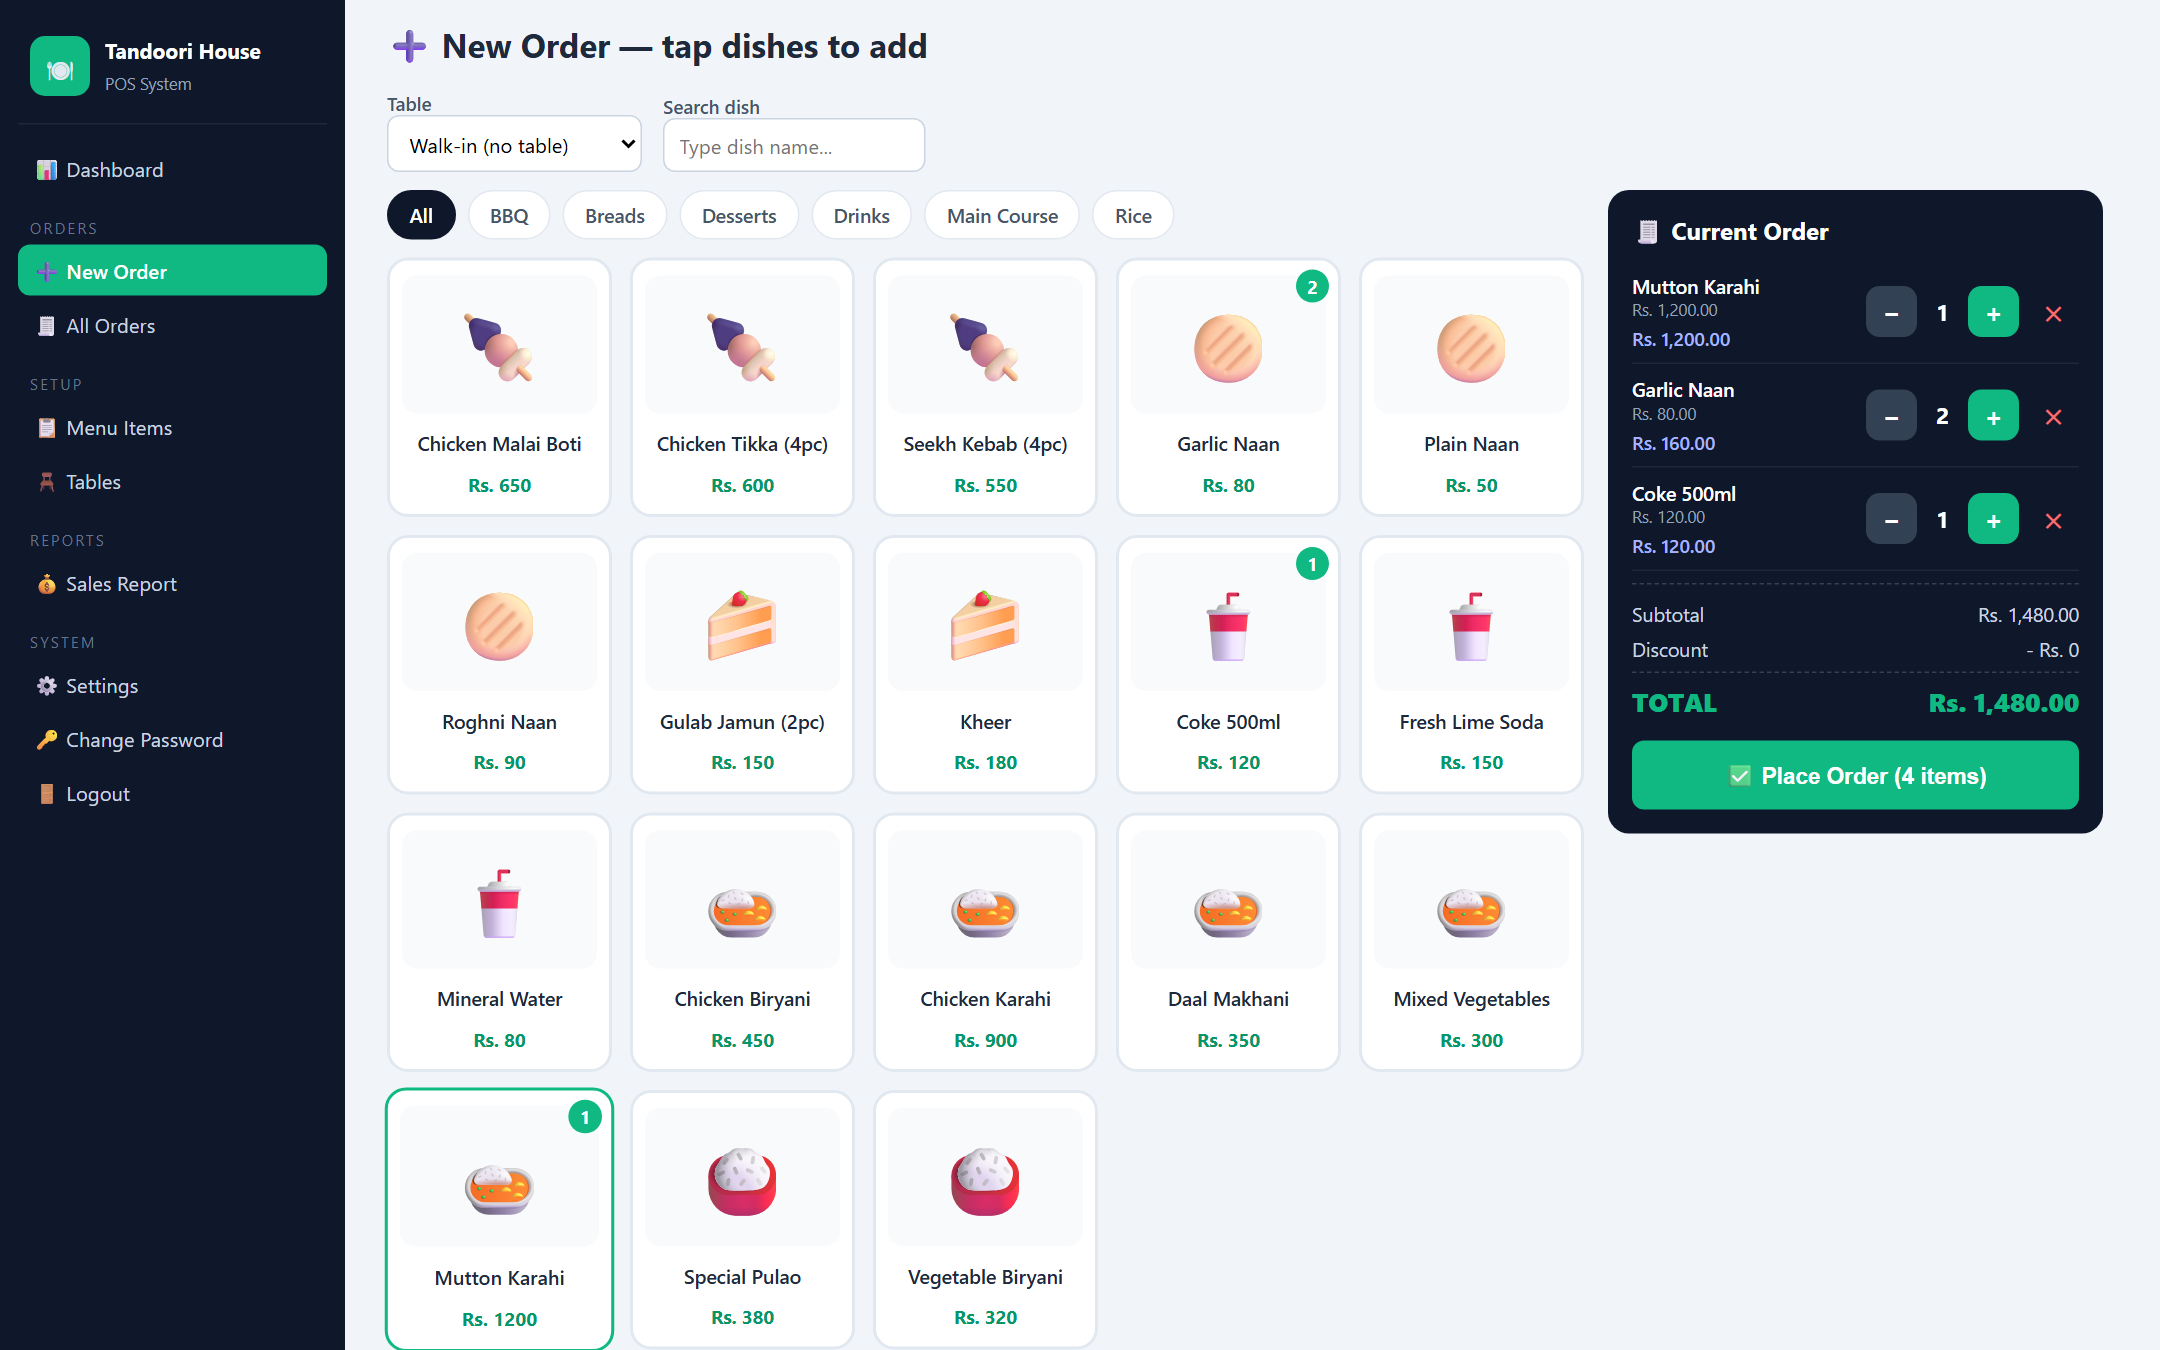 Tandoori House
POS System
Dashboard
ORDERS
New Order
All Orders
SETUP
Menu Items
Tables
REPORTS
Sales Report
SYSTEM
Settings
Change Password
Logout
New Order — tap dishes to add
Table
Walk-in (no table)
Search dish
Type dish name...
All BBQ Breads Desserts Drinks Main Course Rice
Chicken Malai Boti
Rs. 650
Chicken Tikka (4pc)
Rs. 600
Seekh Kebab (4pc)
Rs. 550
2
Garlic Naan
Rs. 80
Plain Naan
Rs. 50
Roghni Naan
Rs. 90
Gulab Jamun (2pc)
Rs. 150
Kheer
Rs. 180
1
Coke 500ml
Rs. 120
Fresh Lime Soda
Rs. 150
Mineral Water
Rs. 80
Chicken Biryani
Rs. 450
Chicken Karahi
Rs. 900
Daal Makhani
Rs. 350
Mixed Vegetables
Rs. 300
1
Mutton Karahi
Rs. 1200
Special Pulao
Rs. 380
Vegetable Biryani
Rs. 320
Current Order
Mutton Karahi
Rs. 1,200.00
Rs. 1,200.00
− 1 + ×
Garlic Naan
Rs. 80.00
Rs. 160.00
− 2 + ×
Coke 500ml
Rs. 120.00
Rs. 120.00
− 1 + ×
Subtotal Rs. 1,480.00
Discount - Rs. 0
TOTAL Rs. 1,480.00
Place Order (4 items)